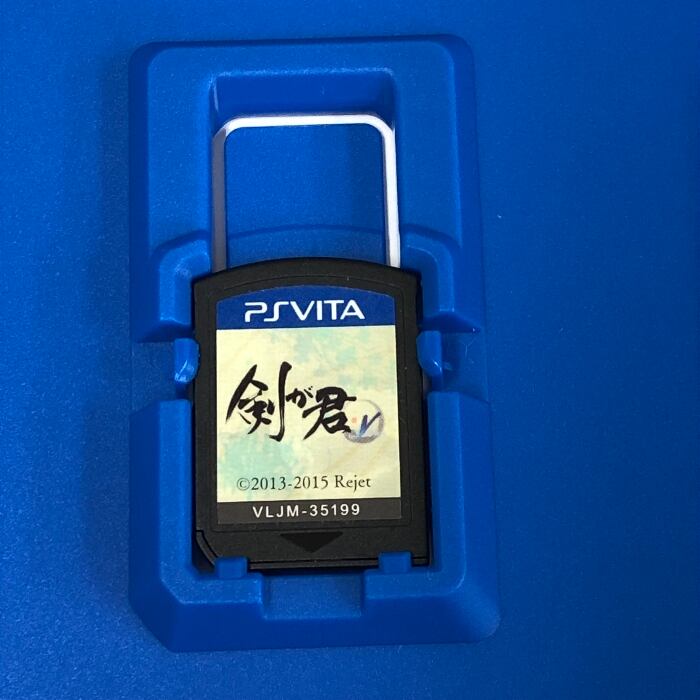 PSVITA
剣が君 V
©2013-2015 Rejet
VLJM-35199